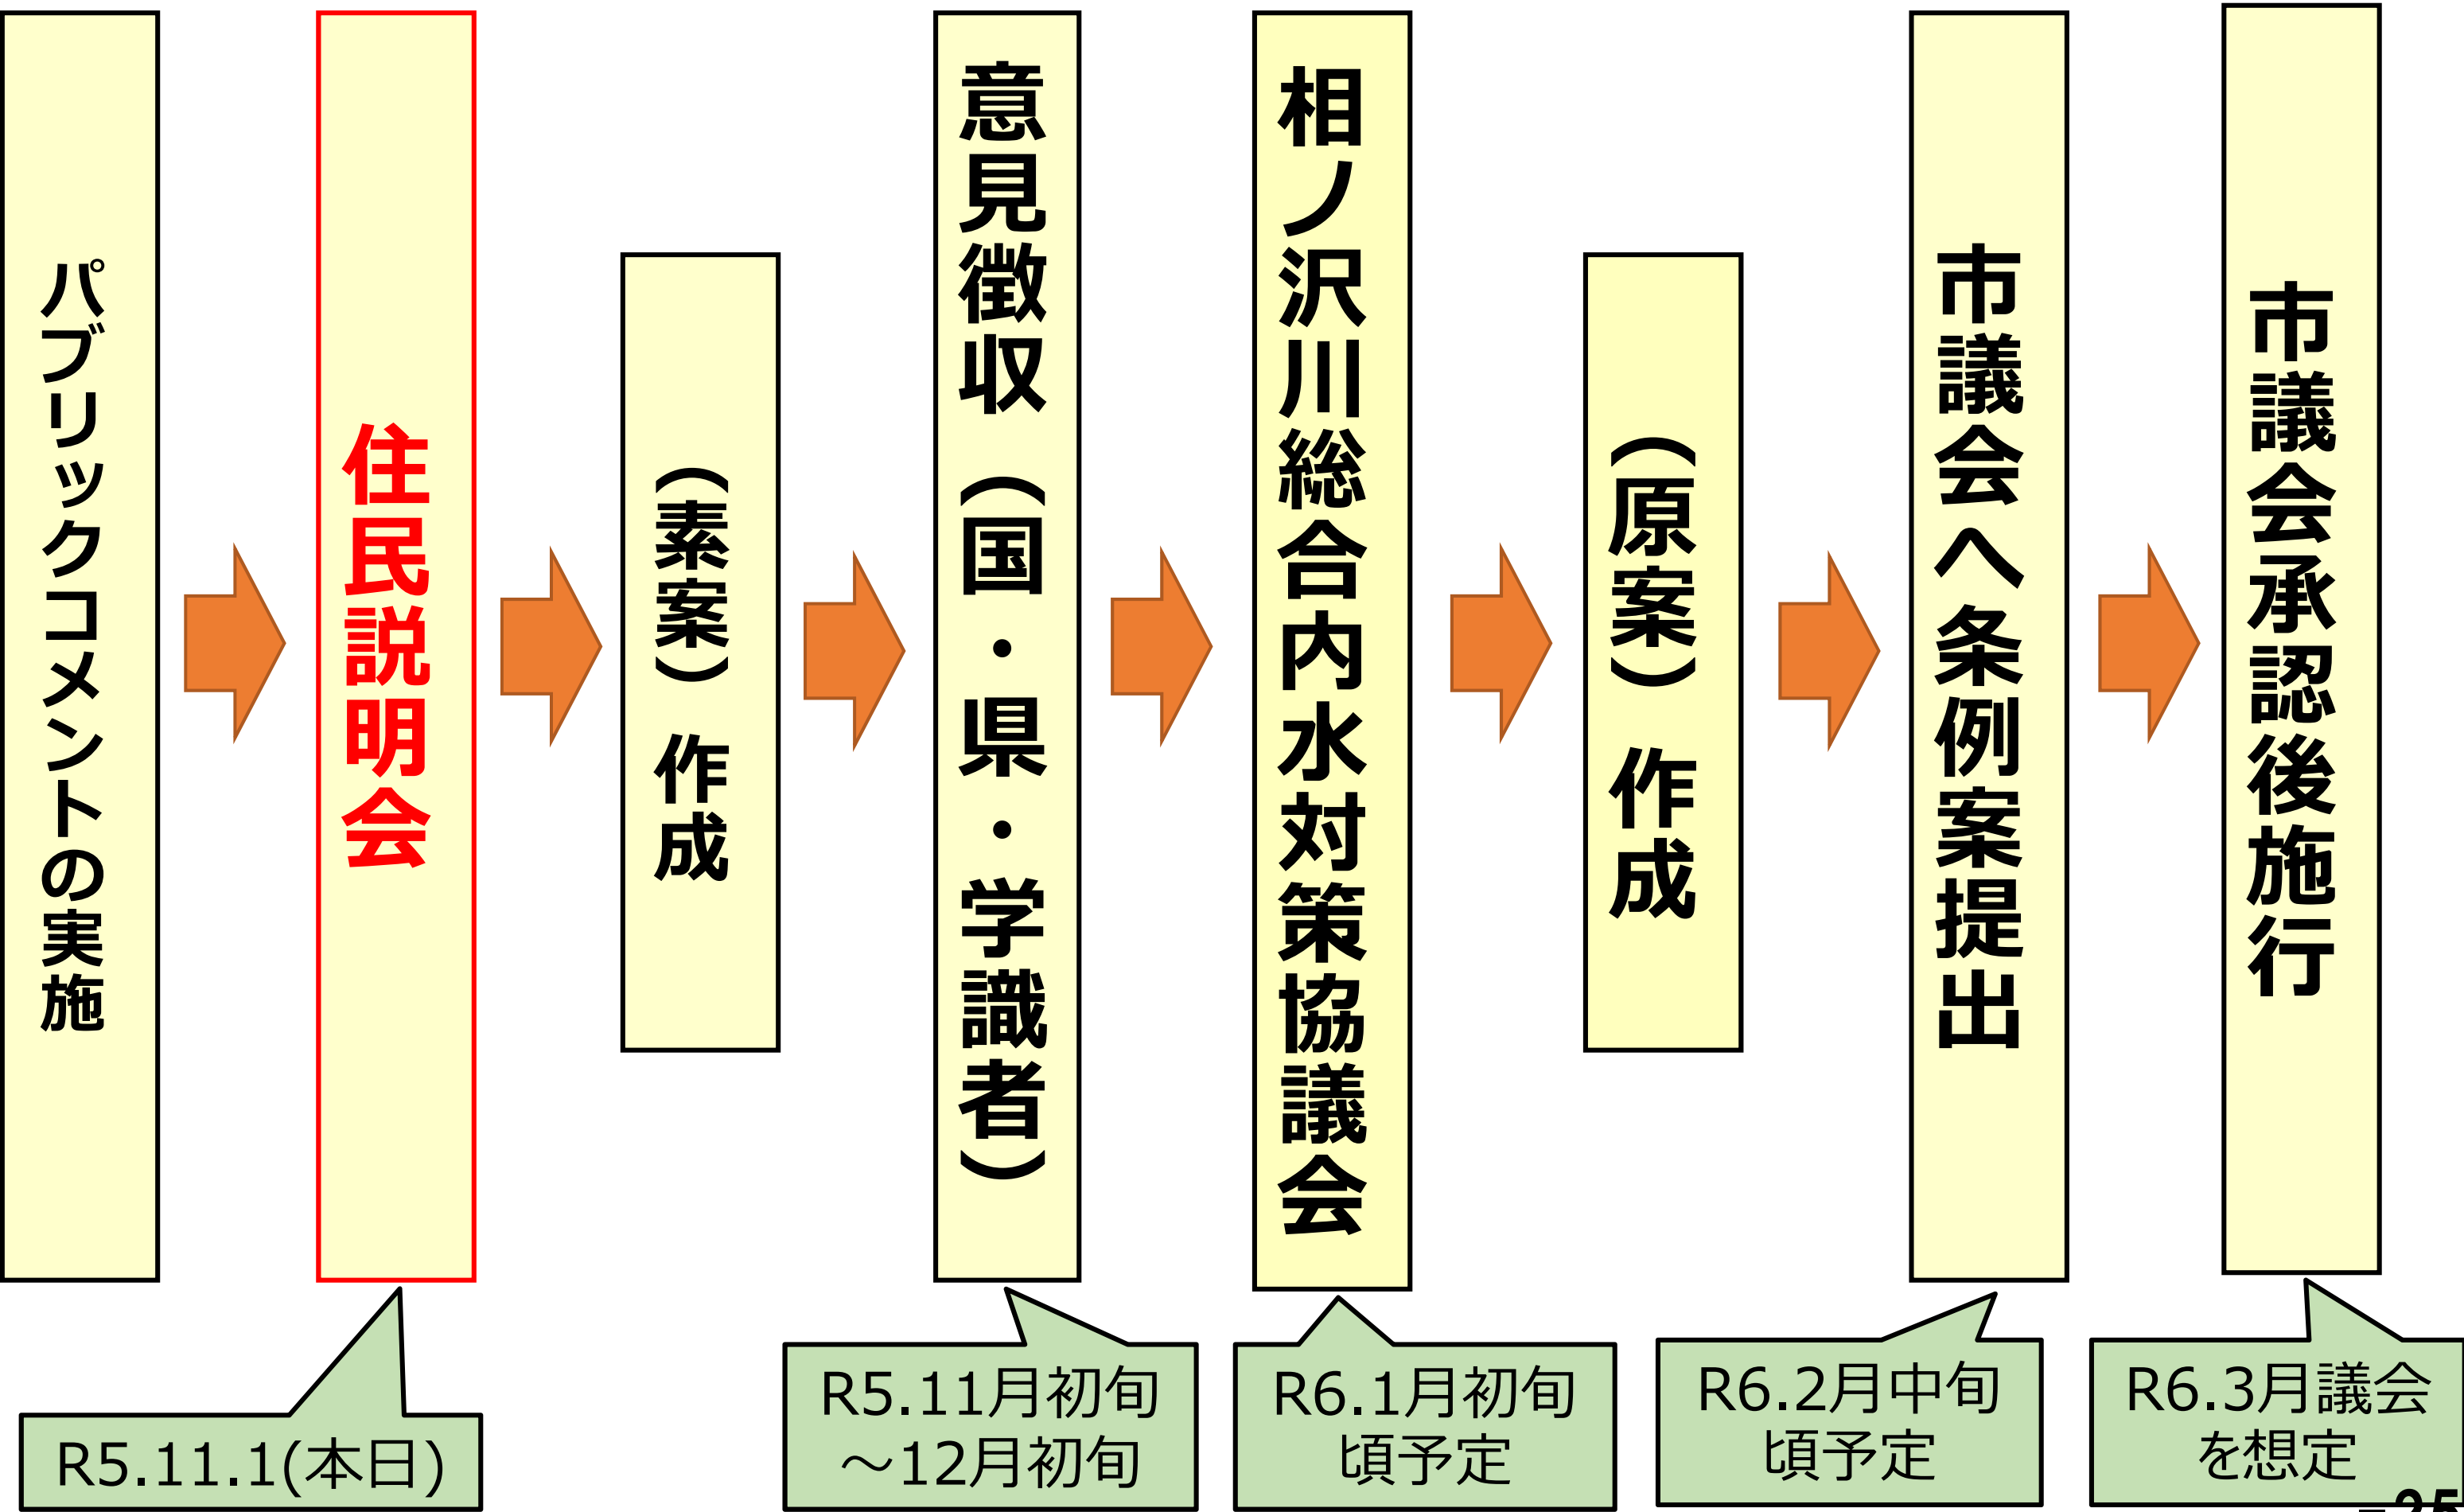 パブリックコメントの実施
住民説明会
（素案）　作成
意見徴収　（国・県・学識者）
相ノ沢川総合内水対策協議会
（原案）　作成
市議会へ条例案提出
市議会承認後施行
R5.11.1(本日)
R5.11月初旬
～12月初旬
R6.1月初旬
頃予定
R6.2月中旬
頃予定
R6.3月議会
を想定
25